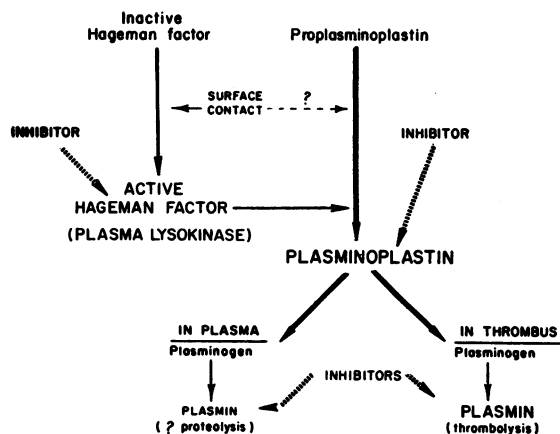 Inactive
Hageman factor
Proplasminoplastin
SURFACE
CONTACT
?
INHIBITOR
INHIBITOR
ACTIVE
HAGEMAN FACTOR
(PLASMA LYSOKINASE)
PLASMINOPLASTIN
IN PLASMA
Plasminogen
IN THROMBUS
Plasminogen
INHIBITORS
PLASMIN
(? proteolysis)
PLASMIN
(thrombolysis)